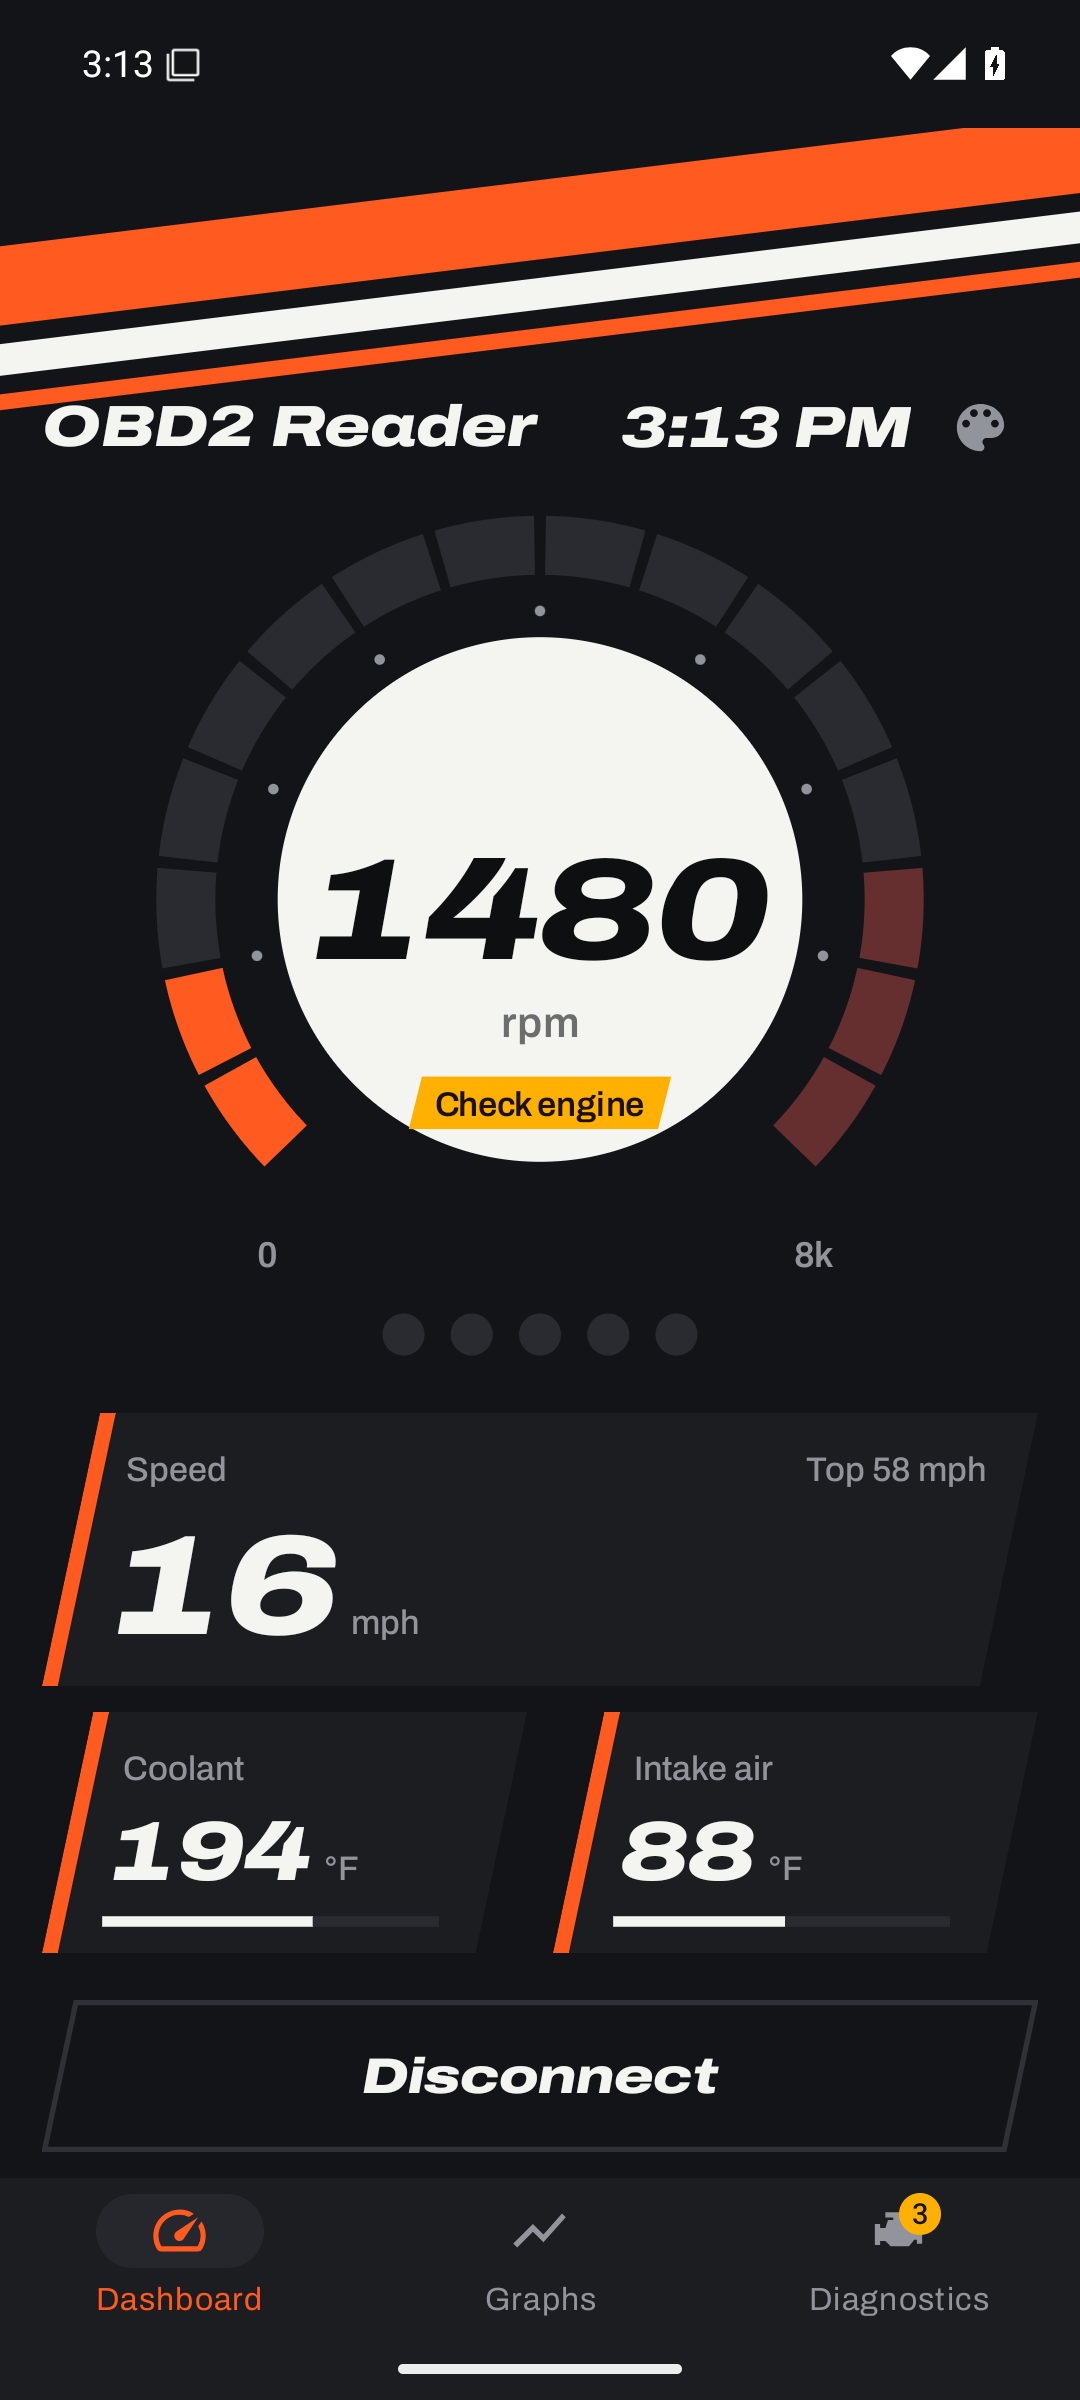 3:13
OBD2 Reader 3:13 PM
1480
rpm
Check engine
0 8k
Speed Top 58 mph
16 mph
Coolant Intake air
194 °F 88 °F
Disconnect
3
Dashboard Graphs Diagnostics